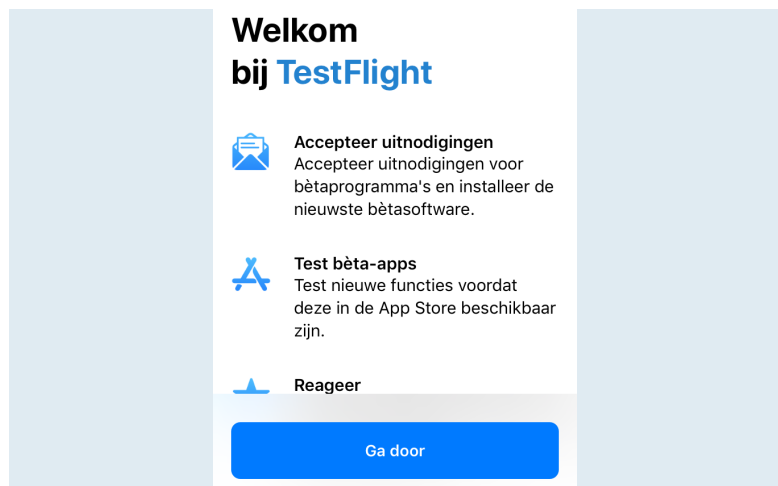 Welkom
bij TestFlight
Accepteer uitnodigingen
Accepteer uitnodigingen voor
bètaprogramma's en installeer de
nieuwste bètasoftware.
Test bèta-apps
Test nieuwe functies voordat
deze in de App Store beschikbaar
zijn.
Reageer
Ga door